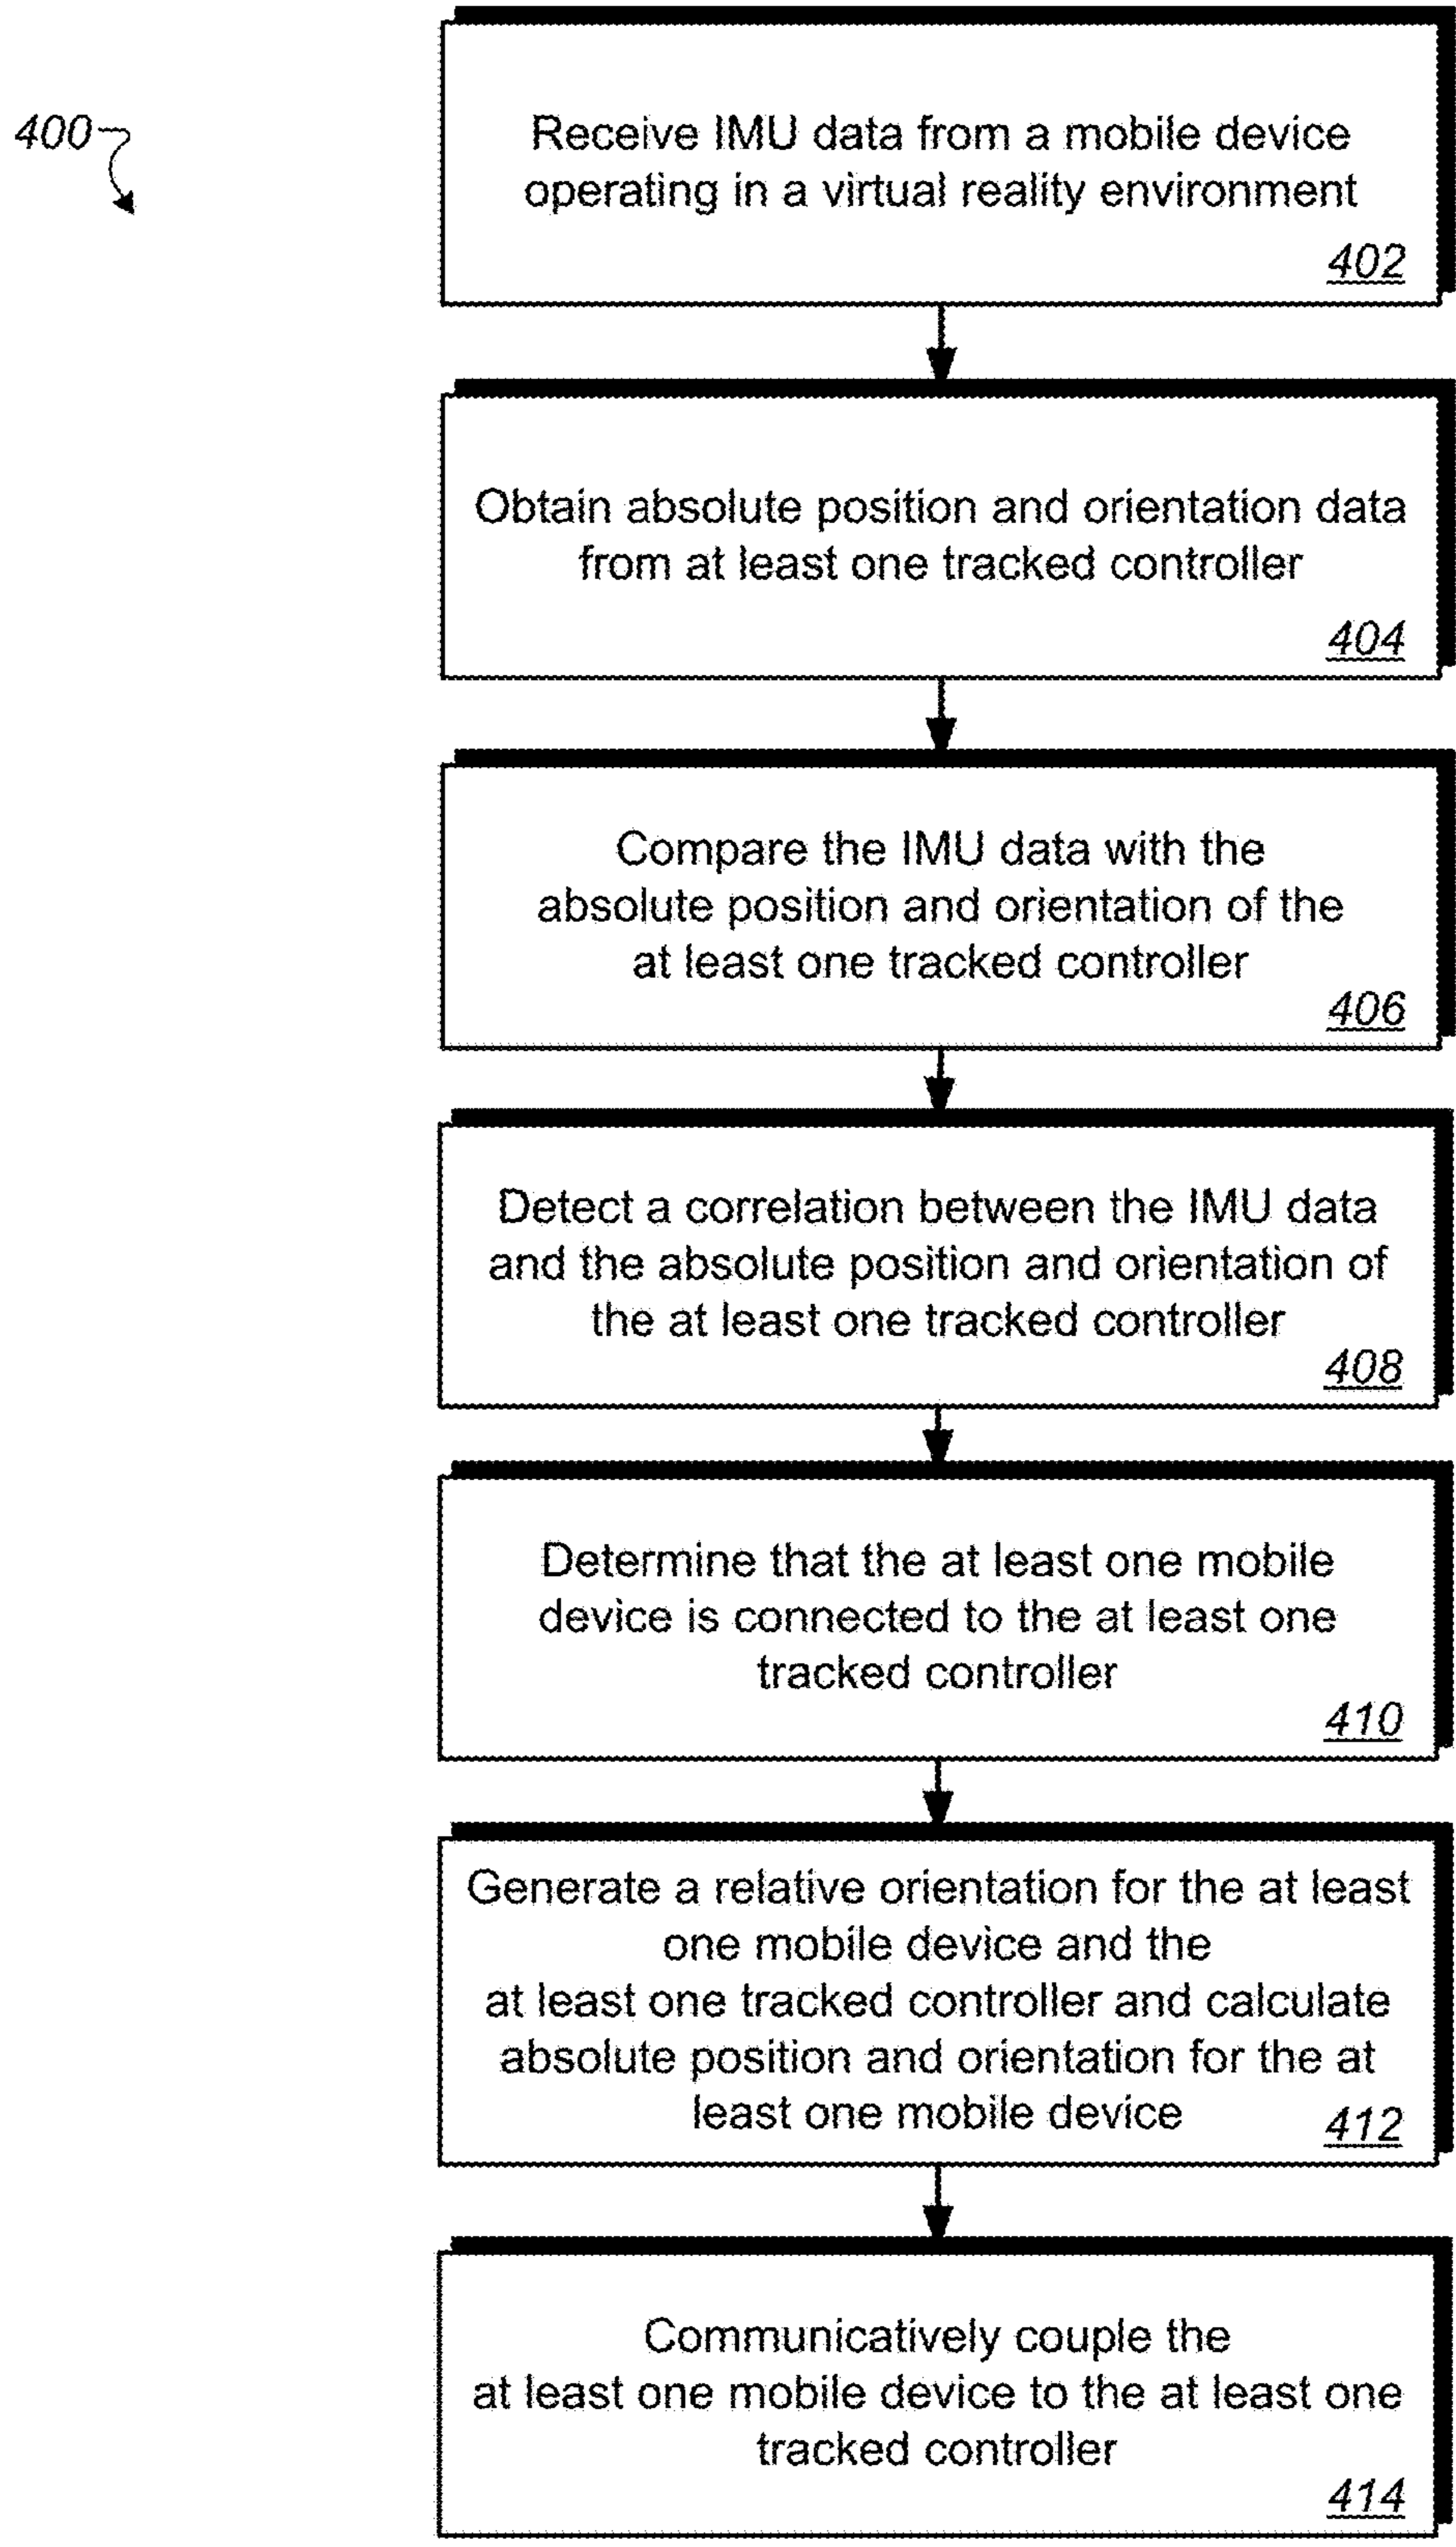 400
Receive IMU data from a mobile device
operating in a virtual reality environment
402
Obtain absolute position and orientation data
from at least one tracked controller
404
Compare the IMU data with the
absolute position and orientation of the
at least one tracked controller
406
Detect a correlation between the IMU data
and the absolute position and orientation of
the at least one tracked controller
408
Determine that the at least one mobile
device is connected to the at least one
tracked controller
410
Generate a relative orientation for the at least
one mobile device and the
at least one tracked controller and calculate
absolute position and orientation for the at
least one mobile device
412
Communicatively couple the
at least one mobile device to the at least one
tracked controller
414